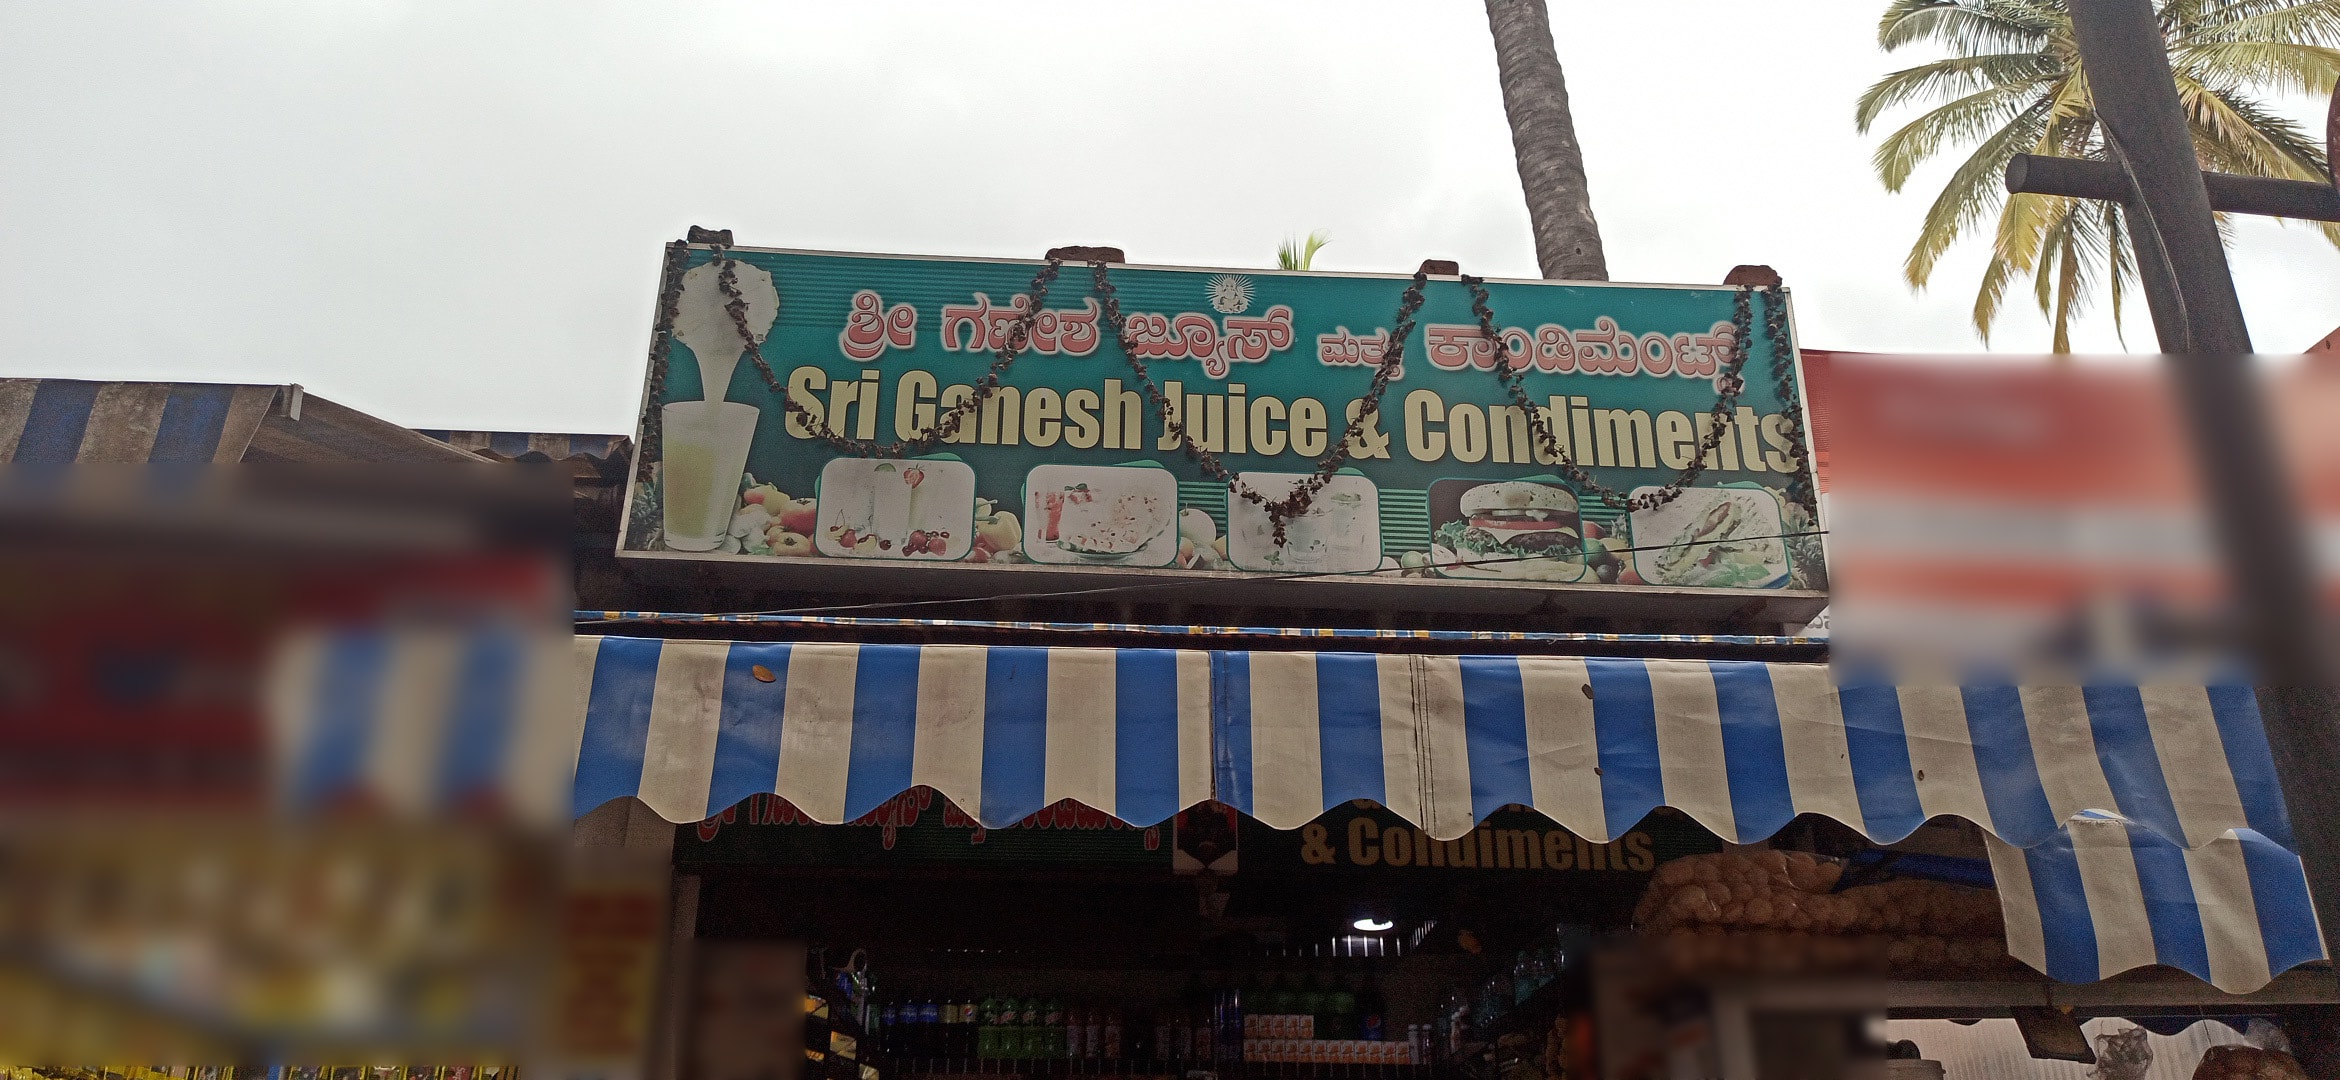 ಶ್ರೀ ಗಣೇಶ ಜ್ಯೂಸ್ ಮತ್ತು ಕಾಂಡಿಮೆಂಟ್ಸ್
Sri Ganesh Juice & Condiments
& Condiments